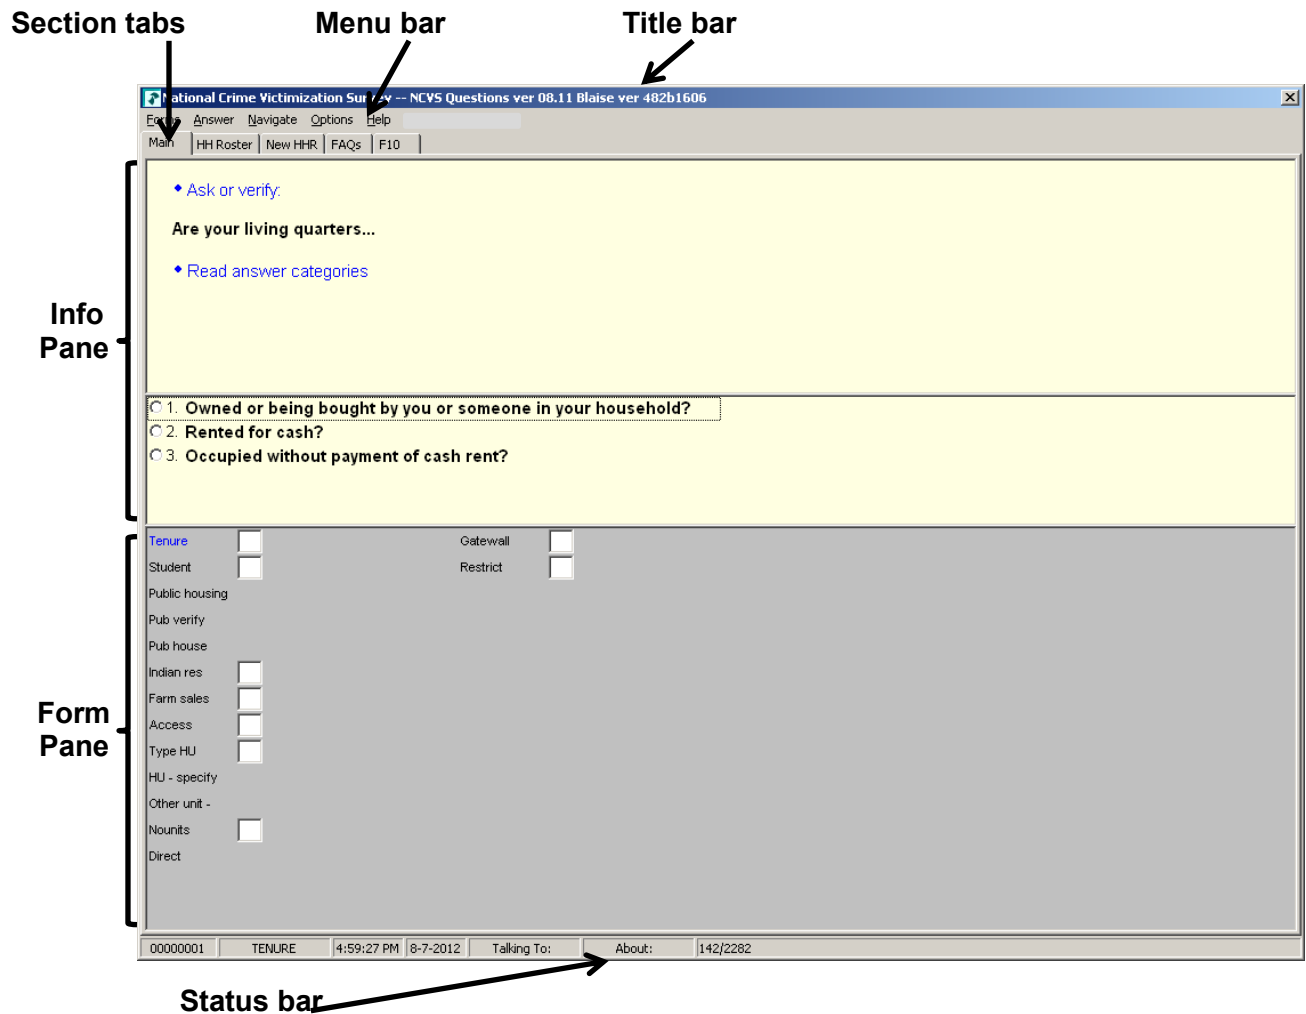 Section tabs Menu bar Title bar
National Crime Victimization Survey -- NCVS Questions ver 08.11 Blaise ver 482b1606
Forms Answer Navigate Options Help
Main HH Roster New HHR FAQs F10
Ask or verify:
Are your living quarters...
Read answer categories
Info
Pane
1. Owned or being bought by you or someone in your household?
2. Rented for cash?
3. Occupied without payment of cash rent?
Tenure Gatewall
Student Restrict
Public housing
Pub verify
Pub house
Indian res
Farm sales
Form
Pane
Access
Type HU
HU - specify
Other unit -
Nounits
Direct
00000001 TENURE 4:59:27 PM 8-7-2012 Talking To: About: 142/2282
Status bar